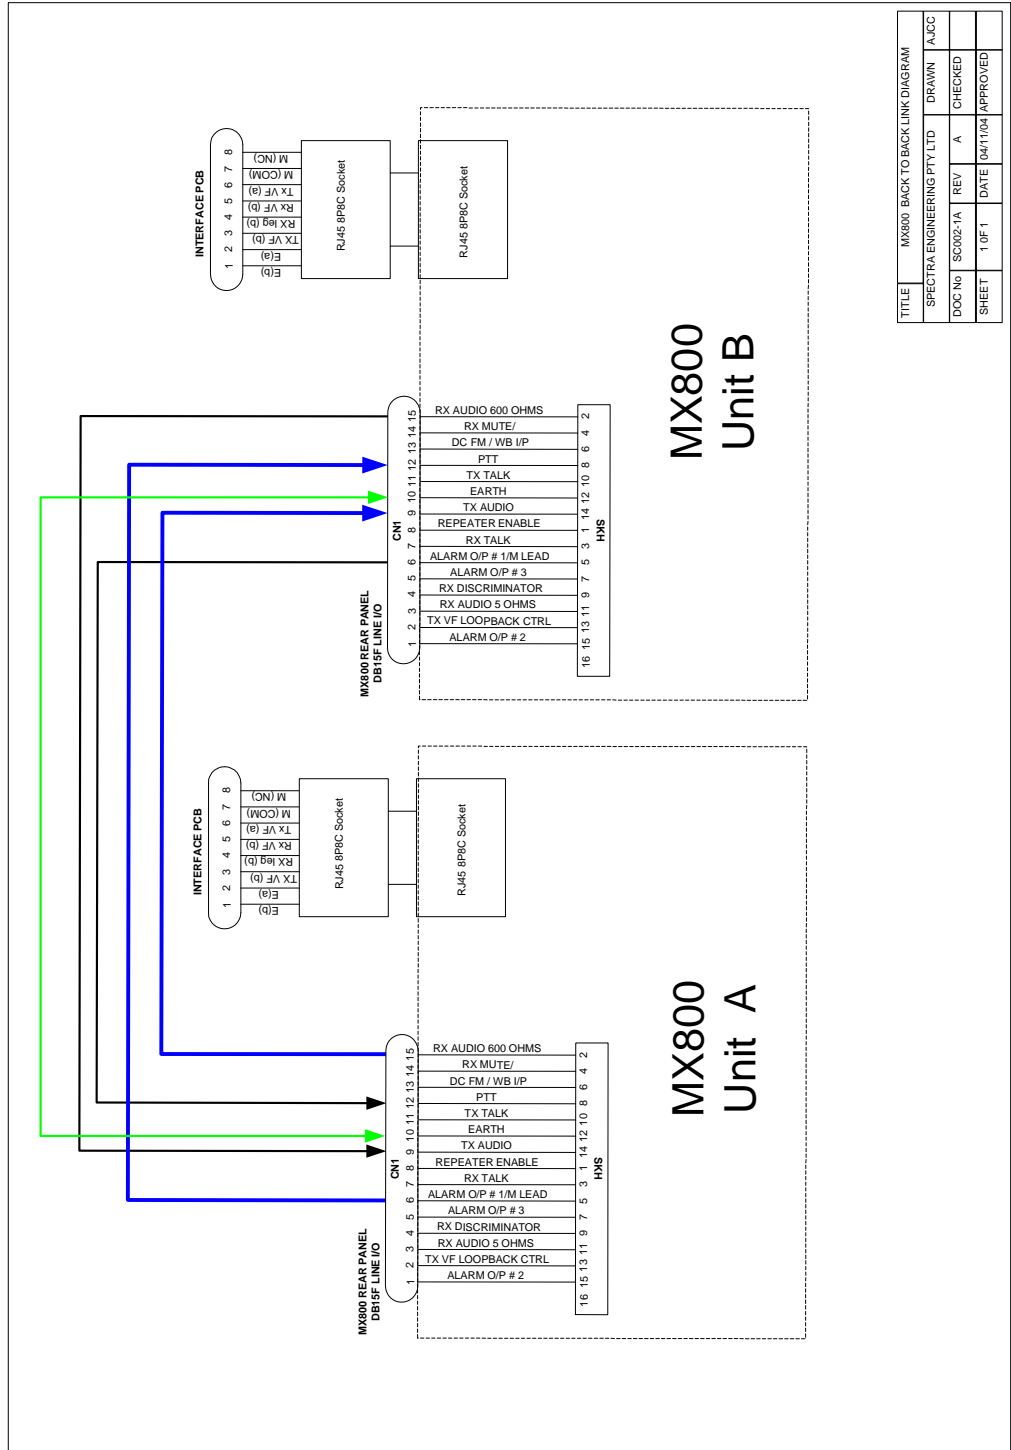 TITLE MX800 BACK TO BACK LINK DIAGRAM
SPECTRA ENGINEERING PTY LTD DRAWN AJCC
DOC No SC002-1A REV A CHECKED
SHEET 1 OF 1 DATE 04/11/04 APPROVED
INTERFACE PCB
1 2 3 4 5 6 7 8
E(b)
E(a)
TX VF (b)
RX leg (b)
Rx VF (b)
Tx VF (a)
M (COM)
M (NC)
RJ45 8P8C Socket
RJ45 8P8C Socket
MX800
Unit B
MX800 REAR PANEL
DB15F LINE I/O
CN1
15 RX AUDIO 600 OHMS 2
14 RX MUTE/ 4
13 DC FM / WB I/P 6
12 PTT 8
11 TX TALK 10
10 EARTH 12
9 TX AUDIO 14
8 REPEATER ENABLE 1
7 RX TALK 3
6 ALARM O/P # 1/M LEAD 5
5 ALARM O/P # 3 7
4 RX DISCRIMINATOR 9
3 RX AUDIO 5 OHMS 11
2 TX VF LOOPBACK CTRL 13
1 ALARM O/P # 2 15
16
SKH
INTERFACE PCB
1 2 3 4 5 6 7 8
E(b)
E(a)
TX VF (b)
RX leg (b)
Rx VF (b)
Tx VF (a)
M (COM)
M (NC)
RJ45 8P8C Socket
RJ45 8P8C Socket
MX800
Unit A
MX800 REAR PANEL
DB15F LINE I/O
CN1
15 RX AUDIO 600 OHMS 2
14 RX MUTE/ 4
13 DC FM / WB I/P 6
12 PTT 8
11 TX TALK 10
10 EARTH 12
9 TX AUDIO 14
8 REPEATER ENABLE 1
7 RX TALK 3
6 ALARM O/P # 1/M LEAD 5
5 ALARM O/P # 3 7
4 RX DISCRIMINATOR 9
3 RX AUDIO 5 OHMS 11
2 TX VF LOOPBACK CTRL 13
1 ALARM O/P # 2 15
16
SKH